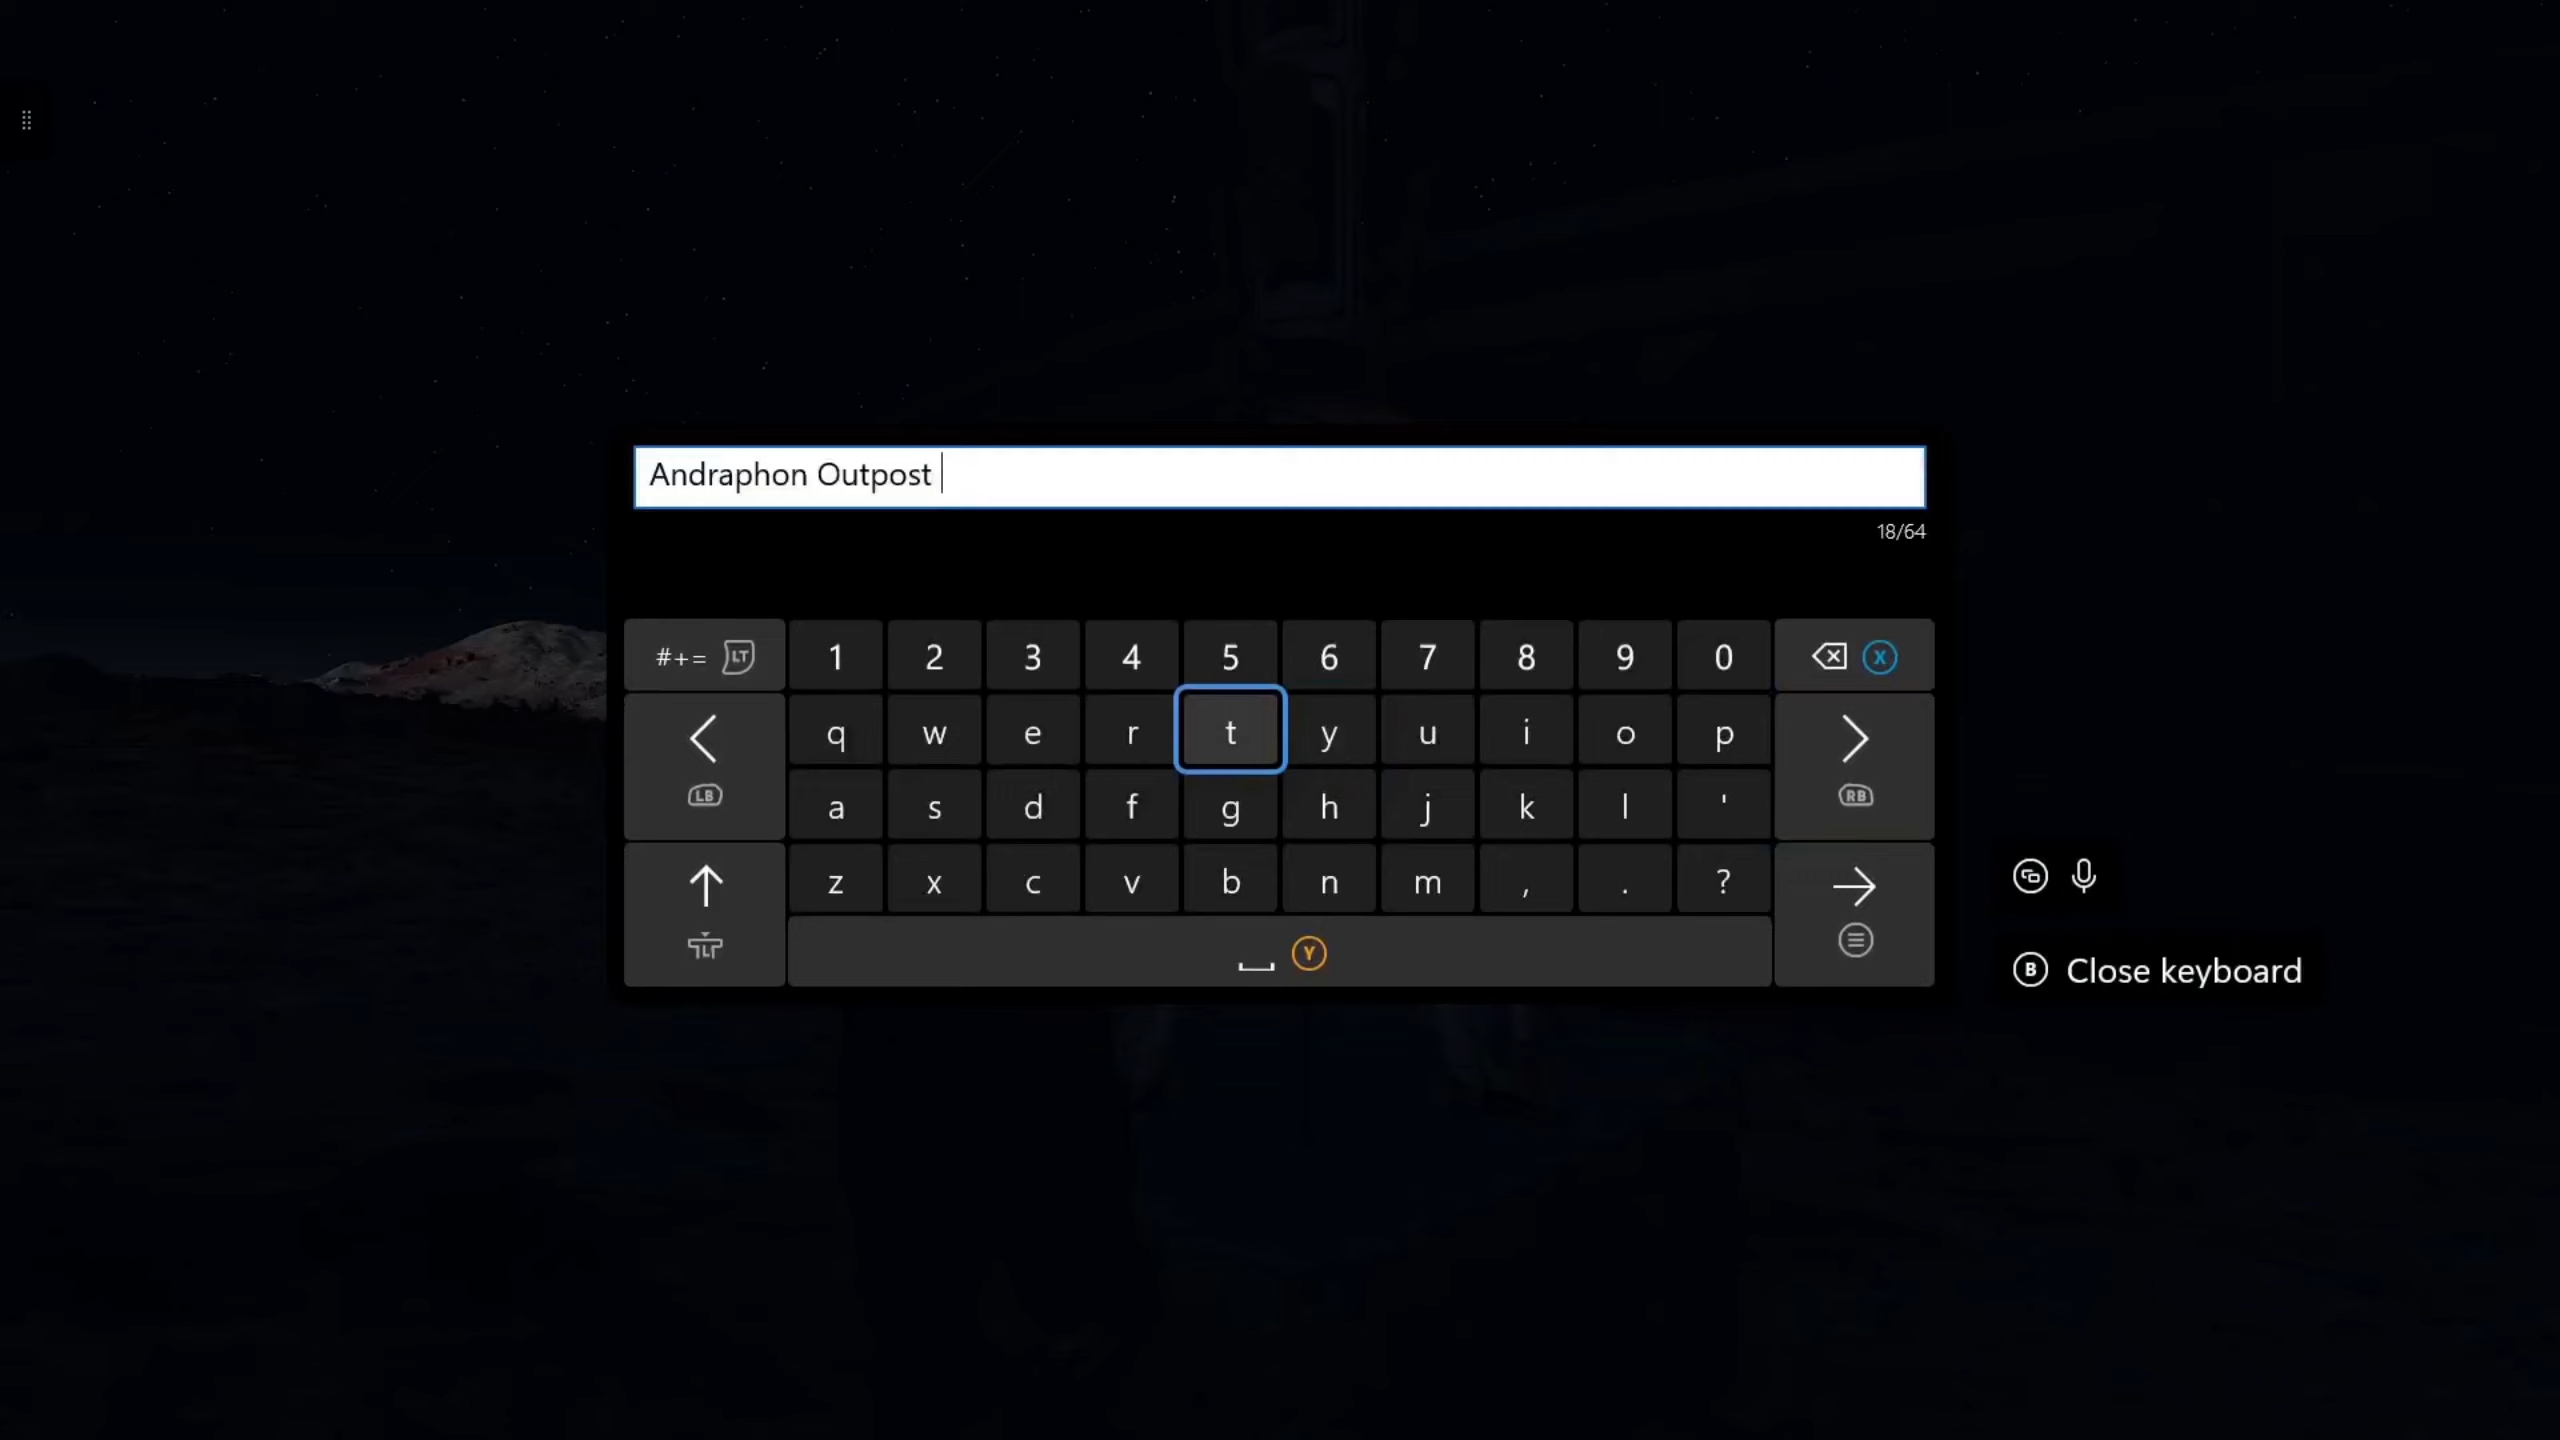 Andraphon Outpost
18/64
#+= LT 1 2 3 4 5 6 7 8 9 0 X
q w e r t y u i o p
LB a s d f g h j k l ' RB
z x c v b n m , . ?
LT Y
B Close keyboard